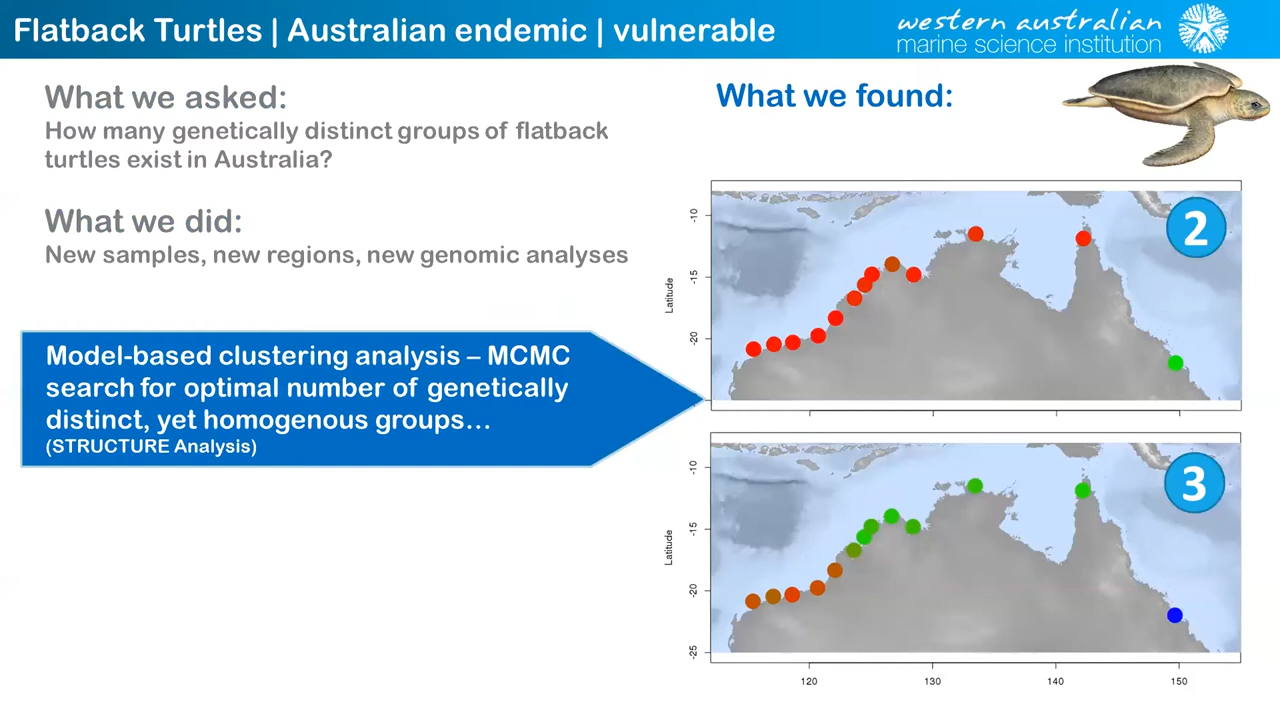 Flatback Turtles | Australian endemic | vulnerable
western australian
marine science institution
What we asked:
How many genetically distinct groups of flatback
turtles exist in Australia?
What we did:
New samples, new regions, new genomic analyses
Model-based clustering analysis – MCMC
search for optimal number of genetically
distinct, yet homogenous groups...
(STRUCTURE Analysis)
What we found:
2
Latitude
-10
-15
-20
3
Latitude
-10
-15
-20
-25
120 130 140 150